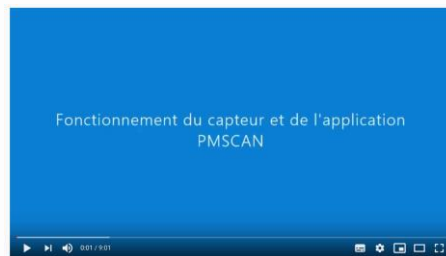 Fonctionnement du capteur et de l'application
PMSCAN
0:01 / 9:01